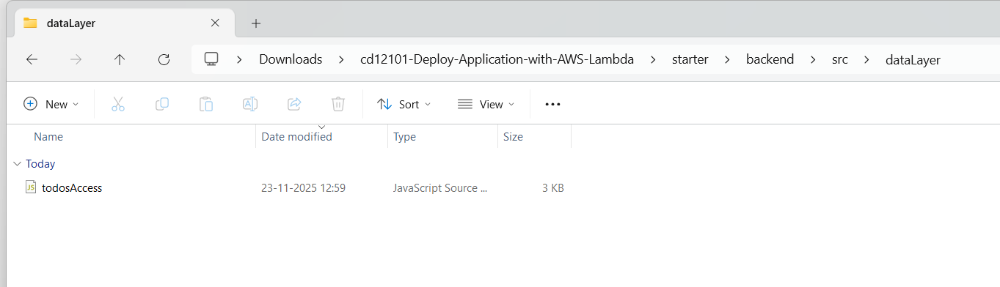 dataLayer
Downloads > cd12101-Deploy-Application-with-AWS-Lambda > starter > backend > src > dataLayer
New Sort View
Name Date modified Type Size
Today
JS todosAccess 23-11-2025 12:59 JavaScript Source ... 3 KB